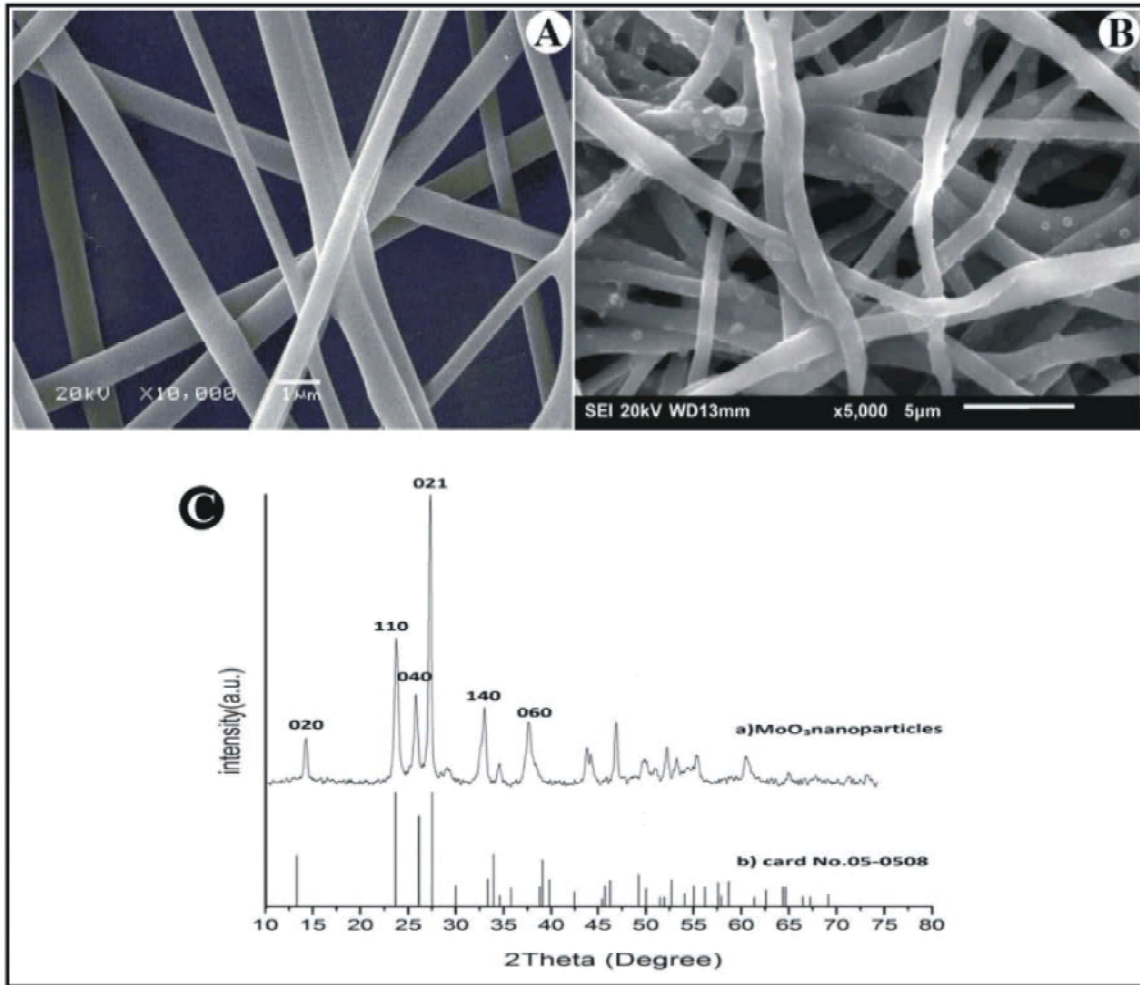 A
B
20kV X10,000 1μm
SEI 20kV WD13mm x5,000 5μm
C
021
110
040
140
060
020
a)MoO₃nanoparticles
b) card No.05-0508
intensity(a.u.)
10 15 20 25 30 35 40 45 50 55 60 65 70 75 80
2Theta (Degree)